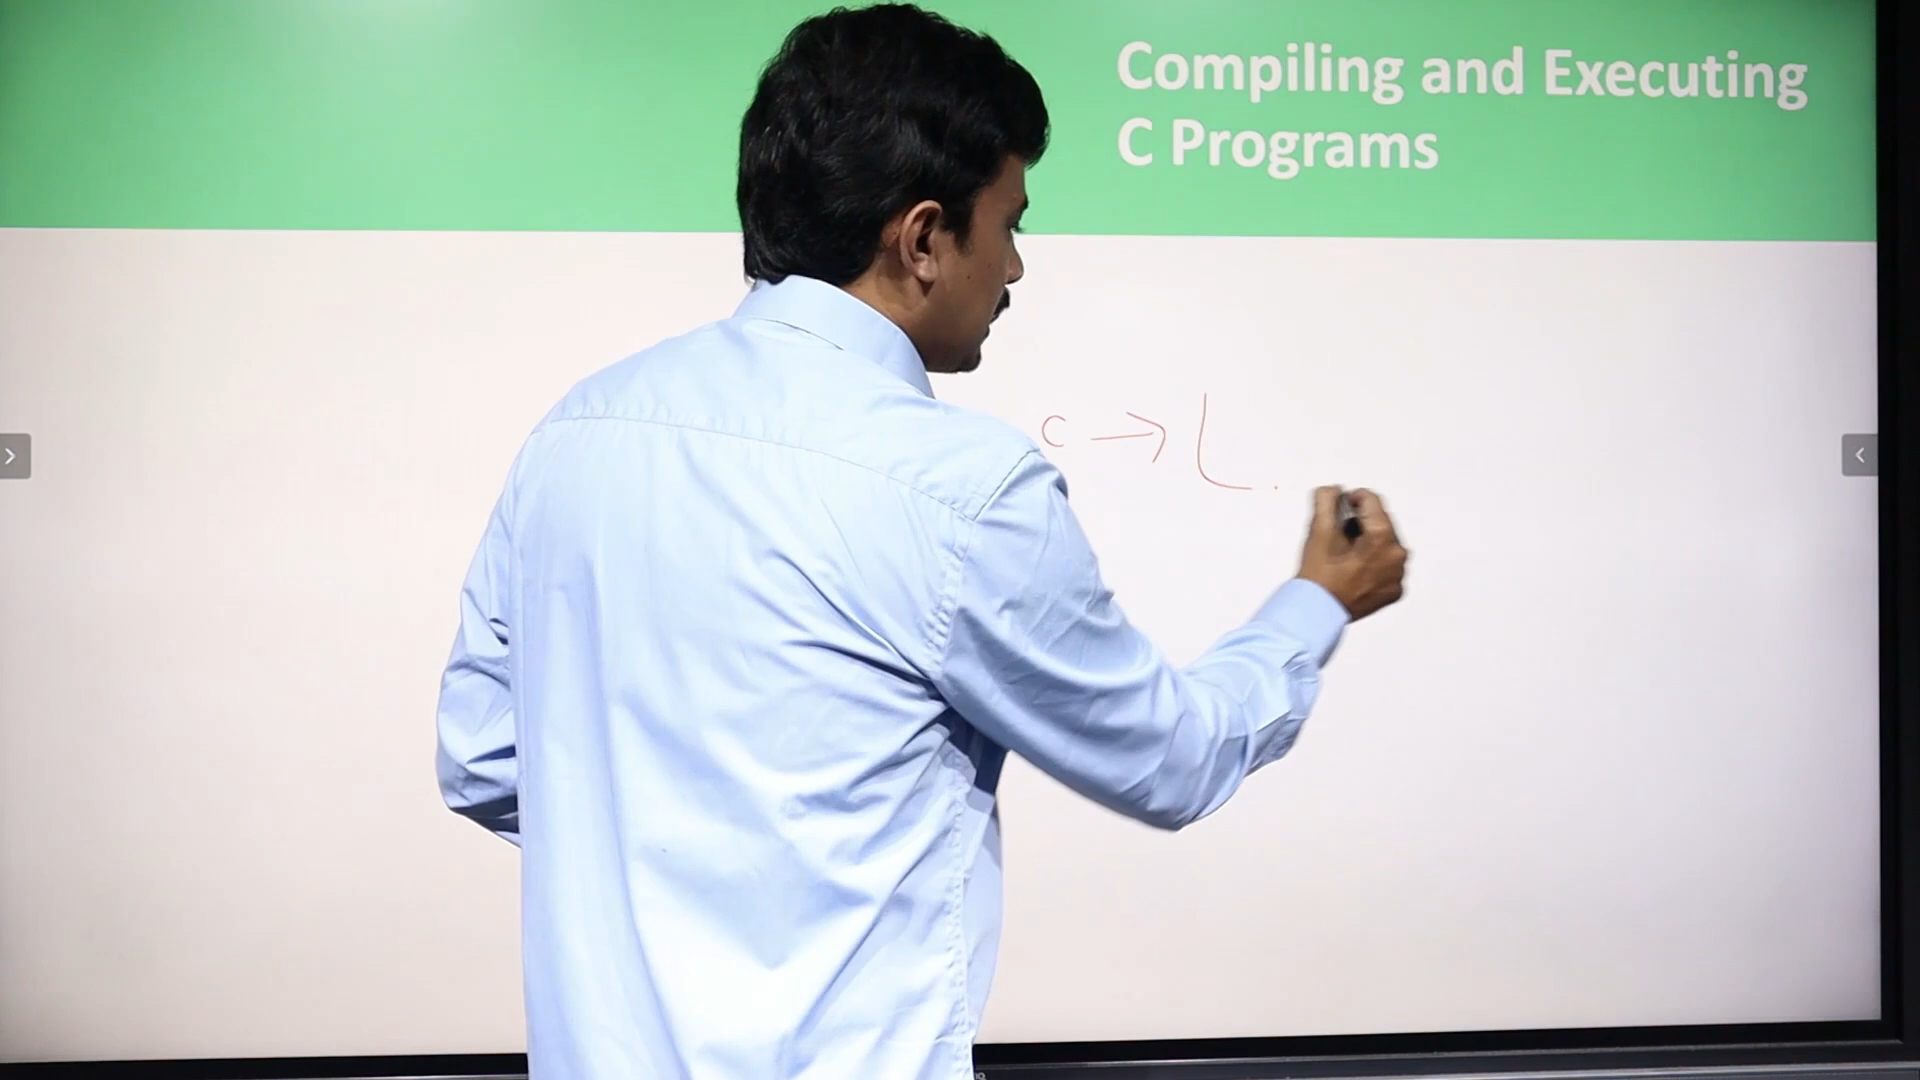 Compiling and Executing
C Programs
C → L.